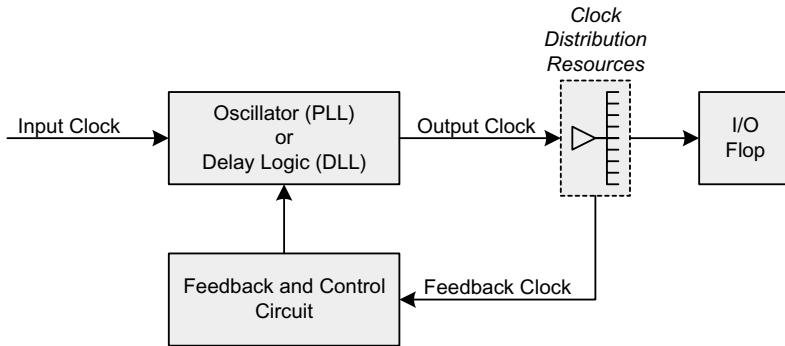 Clock
Distribution
Resources
Input Clock
Oscillator (PLL)
or
Delay Logic (DLL)
Output Clock
I/O
Flop
Feedback and Control
Circuit
Feedback Clock